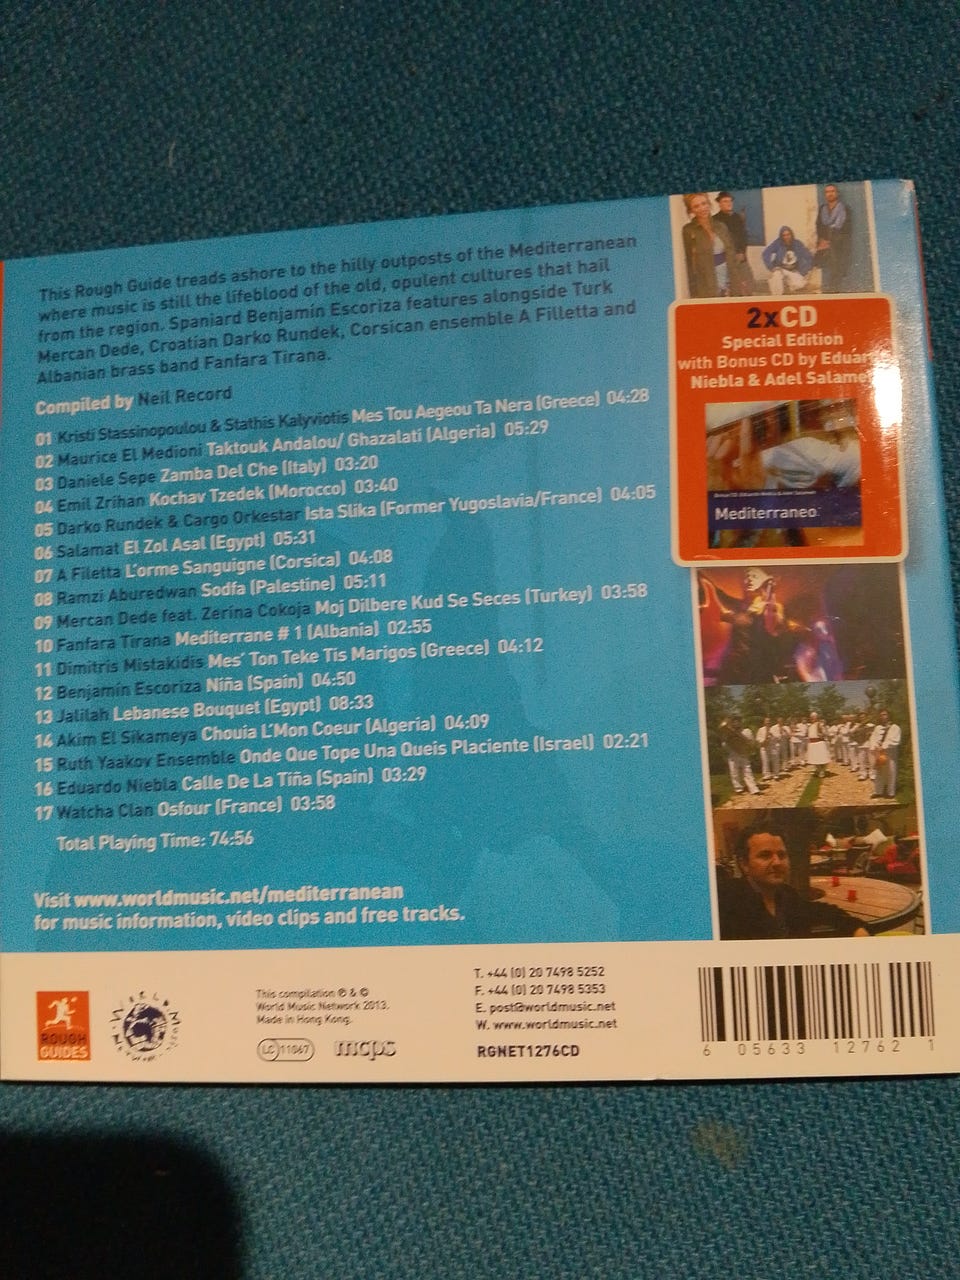 This Rough Guide treads ashore to the hilly outposts of the Mediterranean
where music is still the lifeblood of the old, opulent cultures that hail
from the region. Spaniard Benjamín Escoriza features alongside Turk
Mercan Dede, Croatian Darko Rundek, Corsican ensemble A Filletta and
Albanian brass band Fanfara Tirana.
Compiled by Neil Record
01 Kristi Stassinopoulou & Stathis Kalyviotis Mes Tou Aegeou Ta Nera (Greece) 04:28
02 Maurice El Medioni Taktouk Andalou/ Ghazalati (Algeria) 05:29
03 Daniele Sepe Zamba Del Che (Italy) 03:20
04 Emil Zrihan Kochav Tzedek (Morocco) 03:40
05 Darko Rundek & Cargo Orkestar Ista Slika (Former Yugoslavia/France) 04:05
06 Salamat El Zol Asal (Egypt) 05:31
07 A Filetta L'orme Sanguigne (Corsica) 04:08
08 Ramzi Aburedwan Sodfa (Palestine) 05:11
09 Mercan Dede feat. Zerina Cokoja Moj Dilbere Kud Se Seces (Turkey) 03:58
10 Fanfara Tirana Mediterrane # 1 (Albania) 02:55
11 Dimitris Mistakidis Mes' Ton Teke Tis Marigos (Greece) 04:12
12 Benjamín Escoriza Niña (Spain) 04:50
13 Jalilah Lebanese Bouquet (Egypt) 08:33
14 Akim El Sikameya Chouia L'Mon Coeur (Algeria) 04:09
15 Ruth Yaakov Ensemble Onde Que Tope Una Queis Placiente (Israel) 02:21
16 Eduardo Niebla Calle De La Tiña (Spain) 03:29
17 Watcha Clan Osfour (France) 03:58
Total Playing Time: 74:56
Visit www.worldmusic.net/mediterranean
for music information, video clips and free tracks.
2xCD
Special Edition
with Bonus CD by
Niebla & Adel
Bonus CD: Eduardo Niebla & Adel Salameh
Mediterraneo
ROUGH
GUIDES
WORLD MUSIC NETWORK
This compilation ℗ & ©
World Music Network 2013.
Made in Hong Kong.
LC 11067
mcps
T. +44 (0) 20 7498 5252
F. +44 (0) 20 7498 5353
E. post@worldmusic.net
W. www.worldmusic.net
RGNET1276CD
6 05633 12762 1